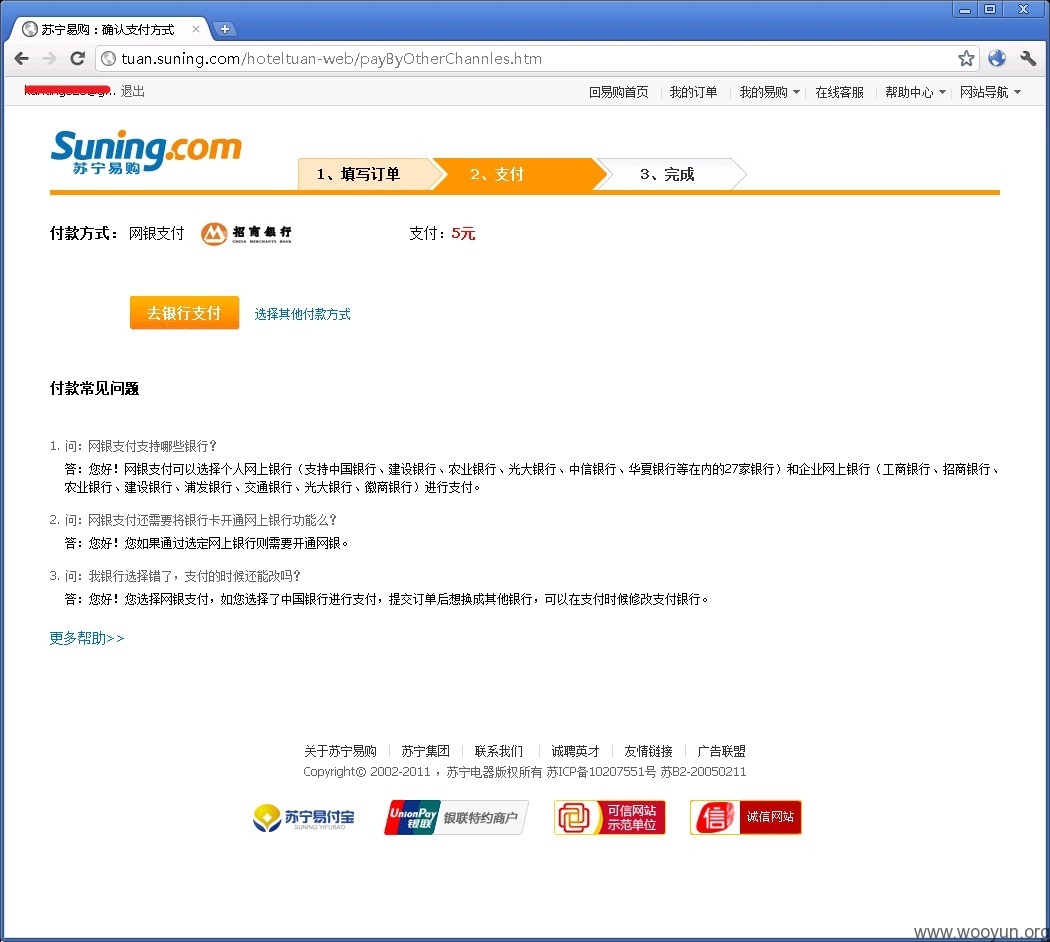 苏宁易购：确认支付方式
tuan.suning.com/hoteltuan-web/payByOtherChannles.htm
退出 回易购首页 我的订单 我的易购 在线客服 帮助中心 网站导航
Suning.com
苏宁易购
1、填写订单 2、支付 3、完成
付款方式： 网银支付 招商银行 支付：5元
CHINA MERCHANTS BANK
去银行支付 选择其他付款方式
付款常见问题
1. 问：网银支付支持哪些银行？
答：您好！网银支付可以选择个人网上银行（支持中国银行、建设银行、农业银行、光大银行、中信银行、华夏银行等在内的27家银行）和企业网上银行（工商银行、招商银行、
农业银行、建设银行、浦发银行、交通银行、光大银行、徽商银行）进行支付。
2. 问：网银支付还需要将银行卡开通网上银行功能么？
答：您好！您如果通过选定网上银行则需要开通网银。
3. 问：我银行选择错了，支付的时候还能改吗？
答：您好！您选择网银支付，如您选择了中国银行进行支付，提交订单后想换成其他银行，可以在支付时候修改支付银行。
更多帮助>>
关于苏宁易购 苏宁集团 联系我们 诚聘英才 友情链接 广告联盟
Copyright© 2002-2011 ，苏宁电器版权所有 苏ICP备10207551号 苏B2-20050211
苏宁易付宝 SUNING YIFUBAO
UnionPay 银联 银联特约商户
可信网站
示范单位
信 诚信网站
www.wooyun.org